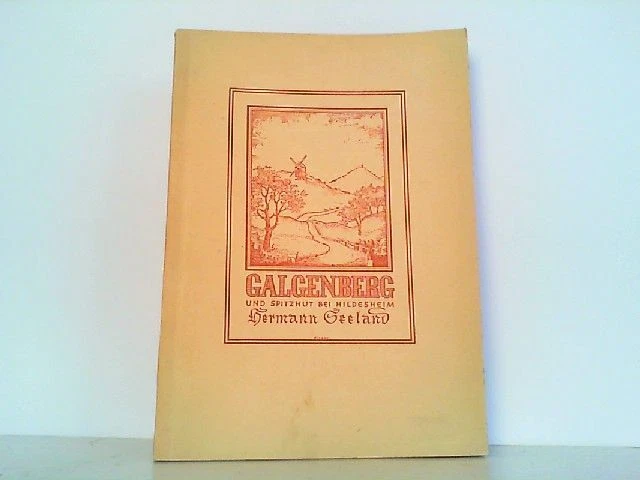 GALGENBERG
UND SPITZHUT BEI HILDESHEIM
Hermann Seeland